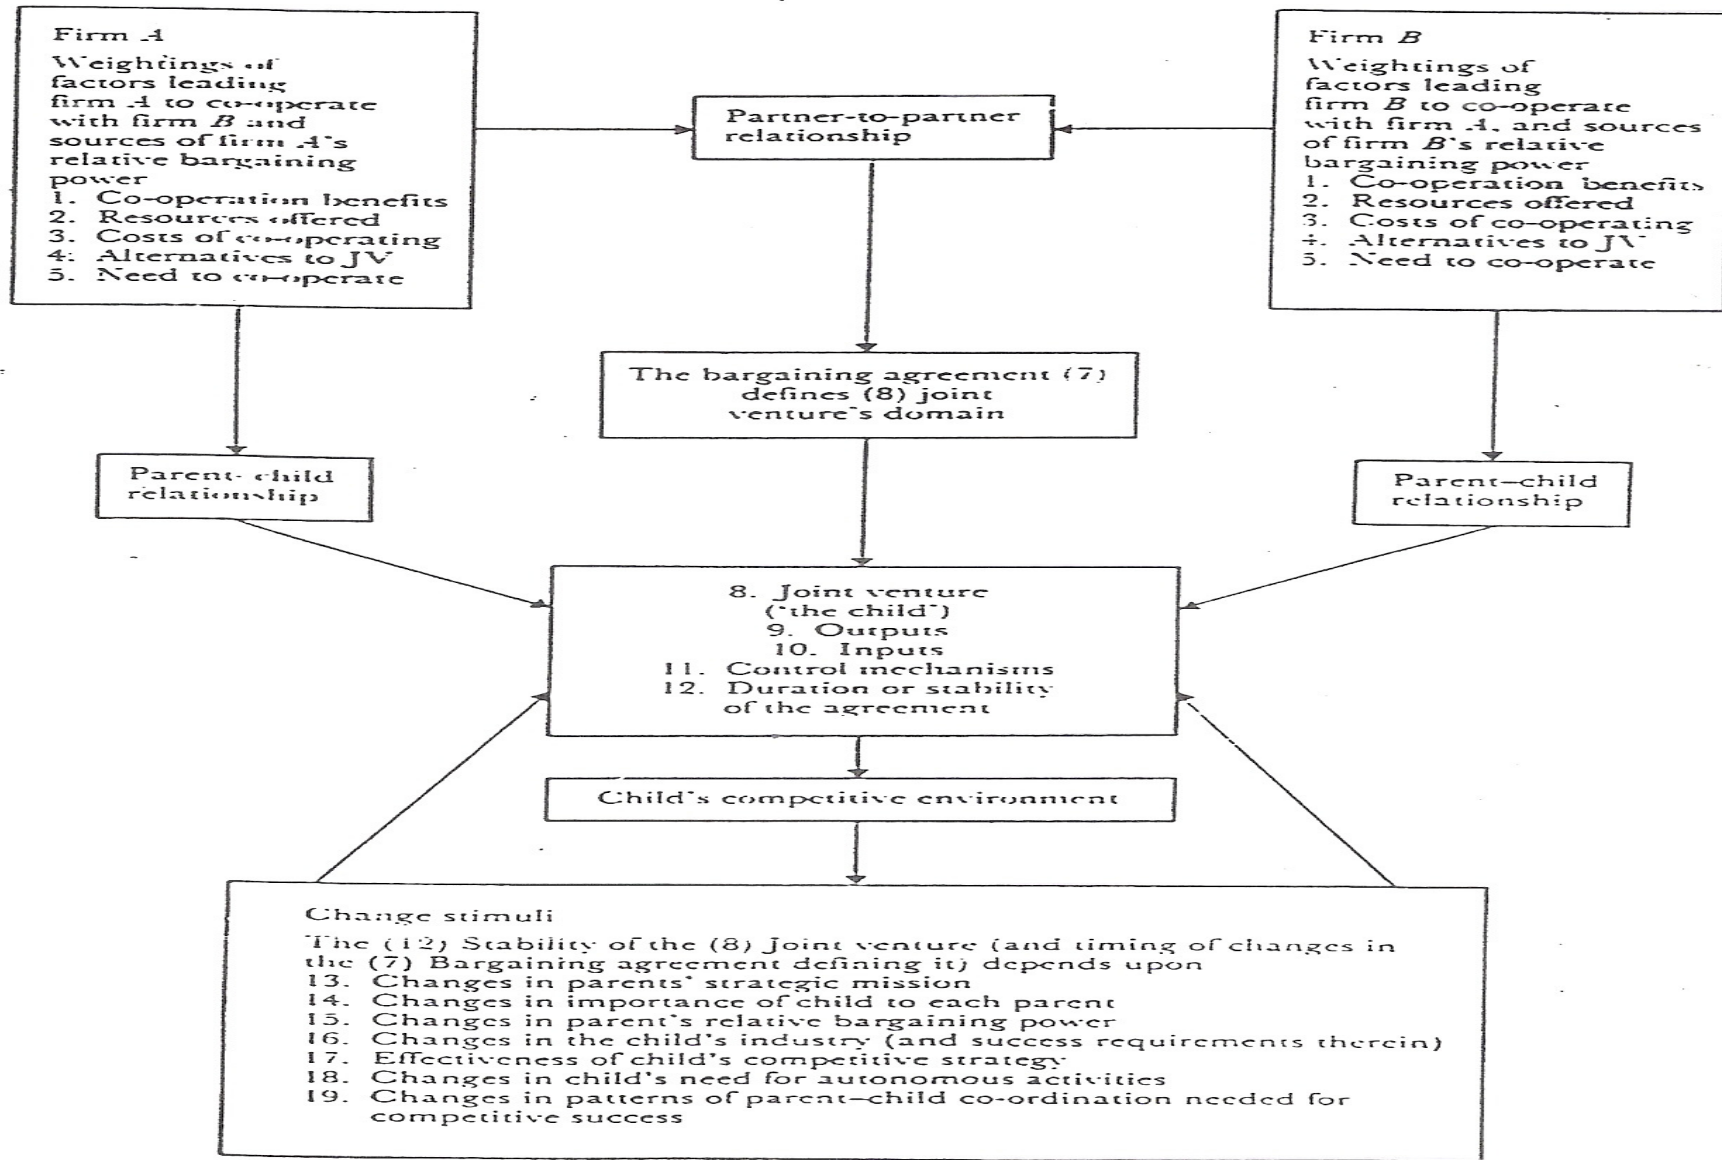 Firm A
Weightings of
factors leading
firm A to co-operate
with firm B and
sources of firm A's
relative bargaining
power
1. Co-operation benefits
2. Resources offered
3. Costs of co-operating
4. Alternatives to JV
5. Need to co-operate
Partner-to-partner
relationship
Firm B
Weightings of
factors leading
firm B to co-operate
with firm A, and sources
of firm B's relative
bargaining power
1. Co-operation benefits
2. Resources offered
3. Costs of co-operating
4. Alternatives to JV
5. Need to co-operate
The bargaining agreement (7)
defines (8) joint
venture's domain
Parent-child
relationship
Parent–child
relationship
8. Joint venture
('the child')
9. Outputs
10. Inputs
11. Control mechanisms
12. Duration or stability
of the agreement
Child's competitive environment
Change stimuli
The (12) Stability of the (8) Joint venture (and timing of changes in
the (7) Bargaining agreement defining it) depends upon
13. Changes in parents' strategic mission
14. Changes in importance of child to each parent
15. Changes in parent's relative bargaining power
16. Changes in the child's industry (and success requirements therein)
17. Effectiveness of child's competitive strategy
18. Changes in child's need for autonomous activities
19. Changes in patterns of parent–child co-ordination needed for
competitive success